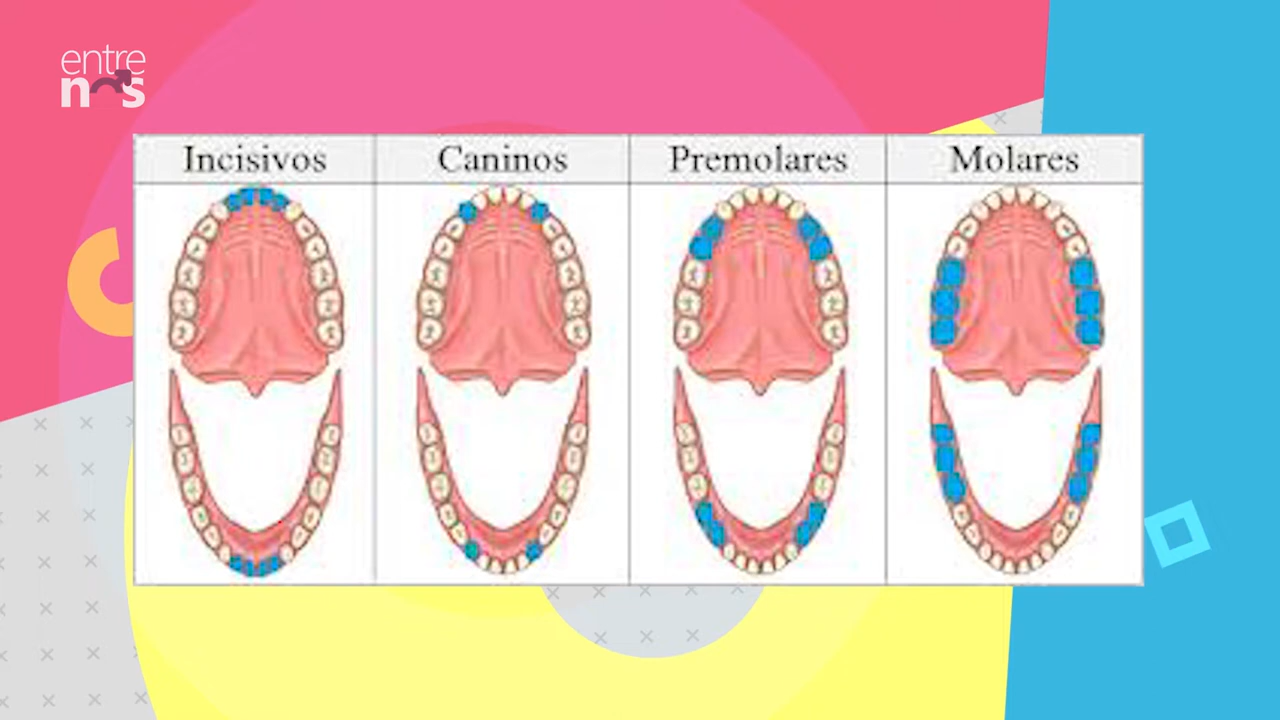 entre
nos
Incisivos
Caninos
Premolares
Molares